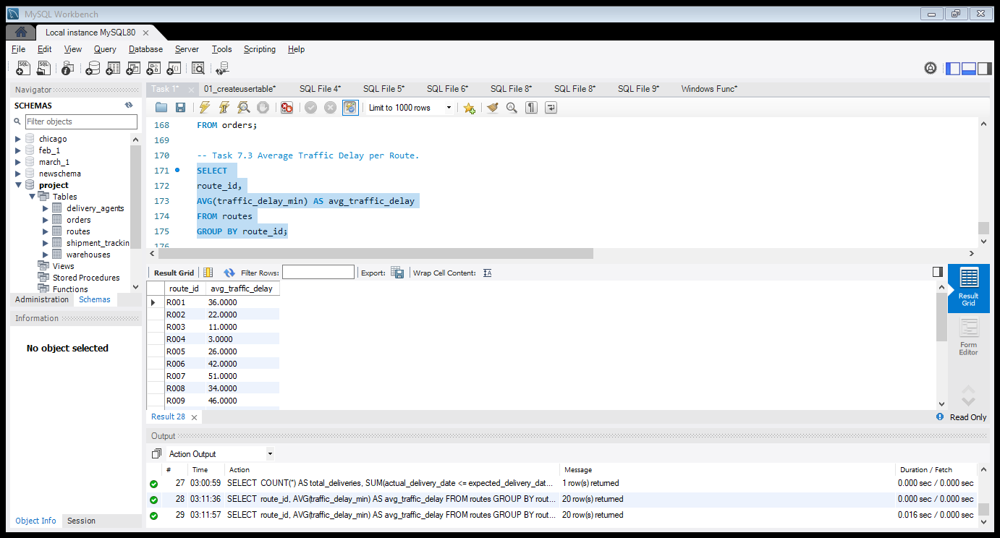 MySQL Workbench
Local instance MySQL80
File Edit View Query Database Server Tools Scripting Help
Navigator
Task 1* 01_createusertable* SQL File 4* SQL File 5* SQL File 6* SQL File 8* SQL File 8* SQL File 9* Windows Func*
SCHEMAS
Limit to 1000 rows
Filter objects
chicago
feb_1
march_1
newschema
project
Tables
delivery_agents
orders
routes
shipment_trackin
warehouses
Views
Stored Procedures
Functions
Administration Schemas
Information
No object selected
Object Info Session
168 FROM orders;
169
170 -- Task 7.3 Average Traffic Delay per Route.
171 SELECT
172 route_id,
173 AVG(traffic_delay_min) AS avg_traffic_delay
174 FROM routes
175 GROUP BY route_id;
176
Result Grid Filter Rows: Export: Wrap Cell Content:
route_id avg_traffic_delay
R001 36.0000
R002 22.0000
R003 11.0000
R004 3.0000
R005 26.0000
R006 42.0000
R007 51.0000
R008 34.0000
R009 46.0000
Result Grid
Form Editor
Result 28
Read Only
Output
Action Output
# Time Action Message Duration / Fetch
27 03:00:59 SELECT COUNT(*) AS total_deliveries, SUM(actual_delivery_date <= expected_delivery_dat... 1 row(s) returned 0.000 sec / 0.000 sec
28 03:11:36 SELECT route_id, AVG(traffic_delay_min) AS avg_traffic_delay FROM routes GROUP BY rout... 20 row(s) returned 0.000 sec / 0.000 sec
29 03:11:57 SELECT route_id, AVG(traffic_delay_min) AS avg_traffic_delay FROM routes GROUP BY rout... 20 row(s) returned 0.016 sec / 0.000 sec